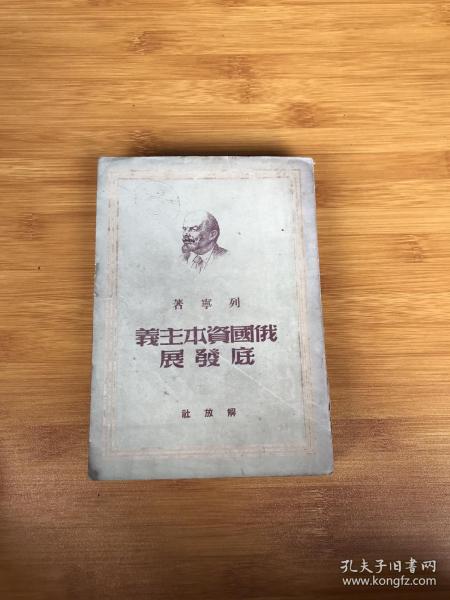 列寧著
俄國資本主義
底發展
解放社
孔夫子旧书网
www.kongfz.com